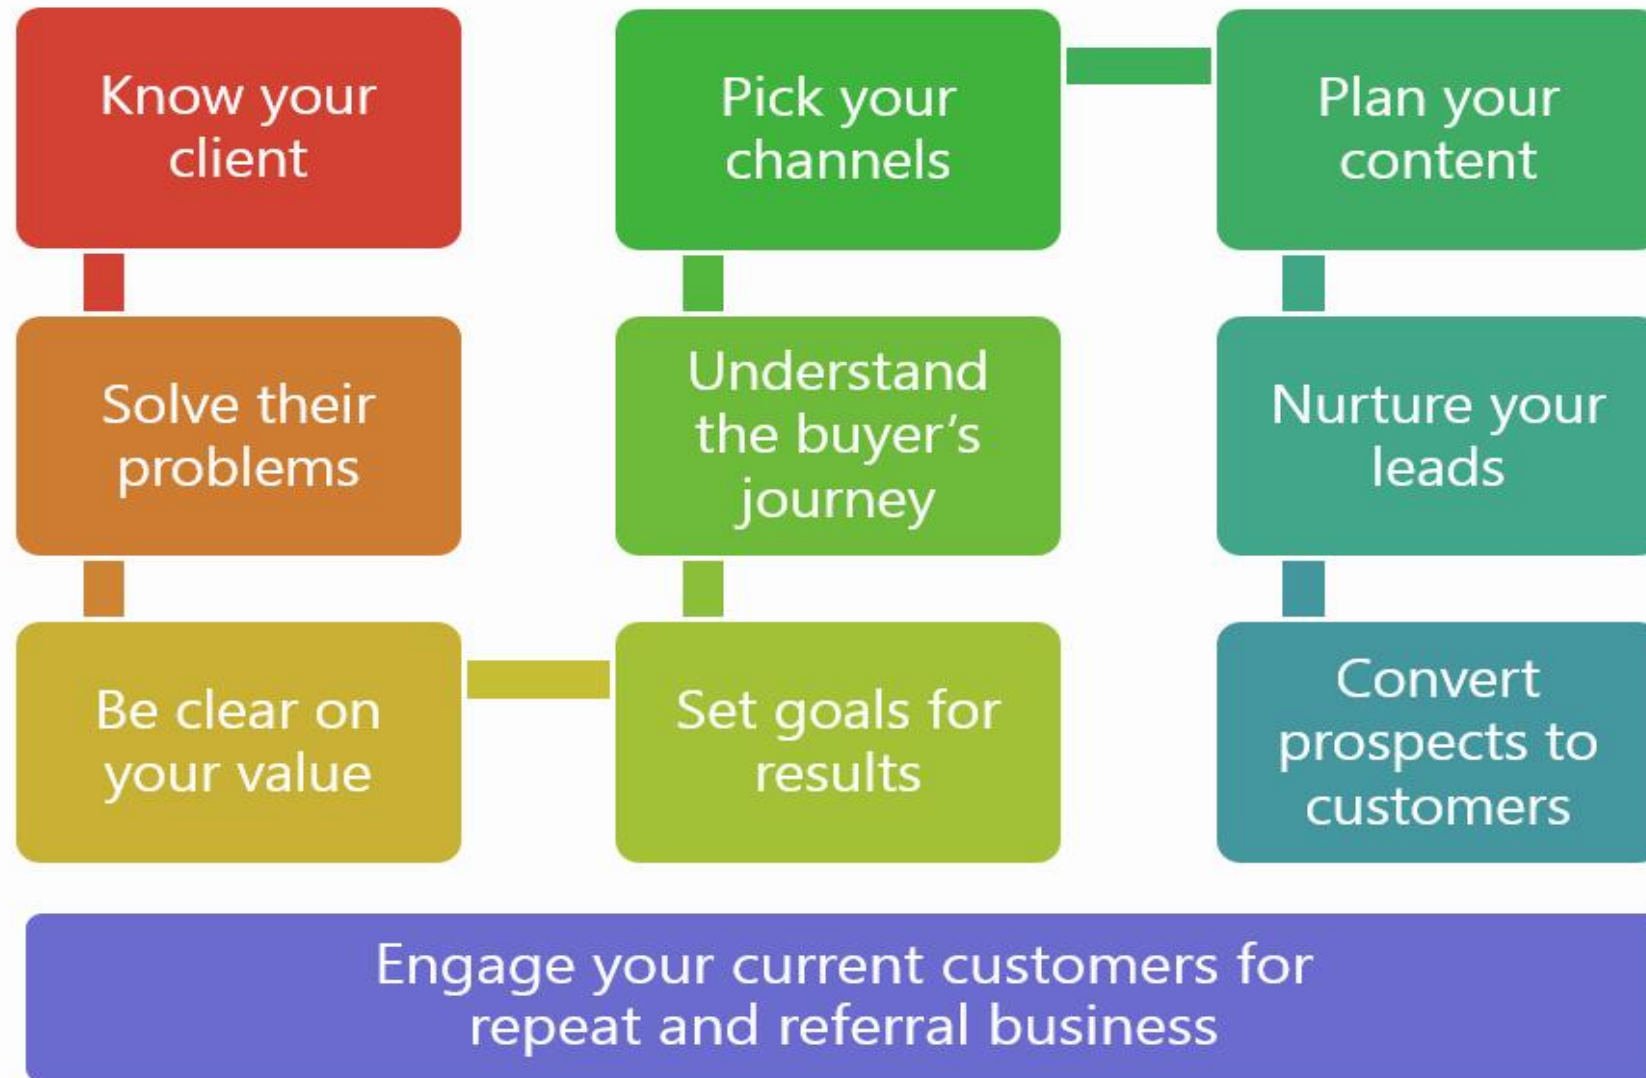 Know your
client
Solve their
problems
Be clear on
your value
Set goals for
results
Understand
the buyer’s
journey
Pick your
channels
Plan your
content
Nurture your
leads
Convert
prospects to
customers
Engage your current customers for
repeat and referral business